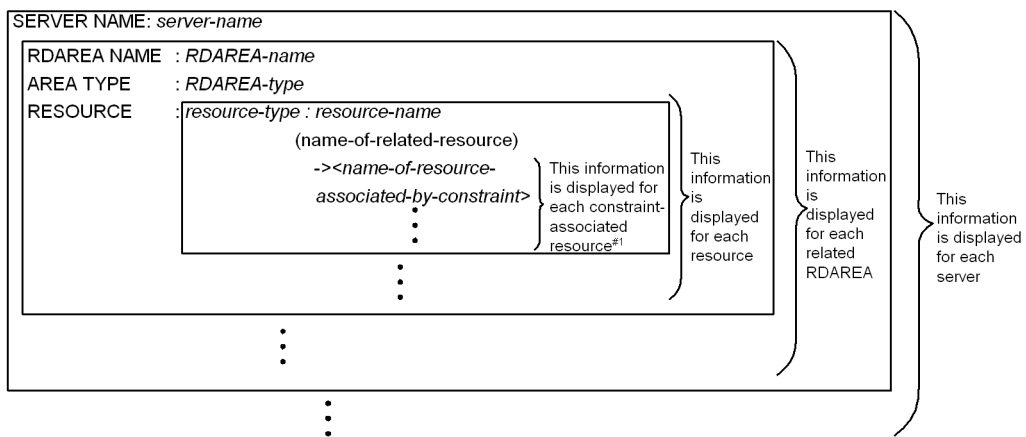 SERVER NAME: server-name
RDAREA NAME : RDAREA-name
AREA TYPE : RDAREA-type
RESOURCE : resource-type : resource-name
(name-of-related-resource)
-><name-of-resource-
associated-by-constraint>
This information
is displayed for
each constraint-
associated
resource#1
This
information
is
displayed
for each
resource
This
information
is
displayed
for each
related
RDAREA
This
information
is displayed
for each
server